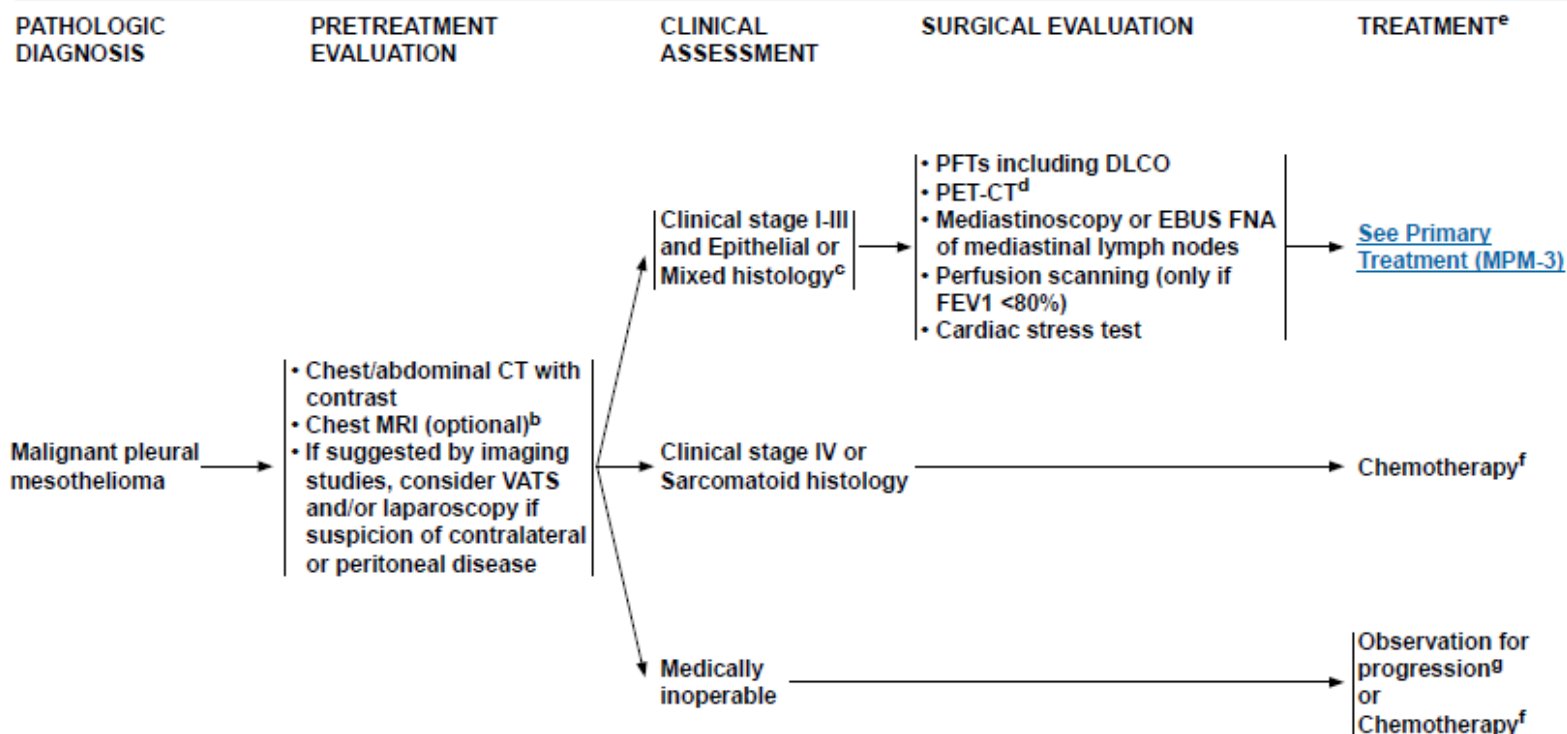 PATHOLOGIC
DIAGNOSIS
PRETREATMENT
EVALUATION
CLINICAL
ASSESSMENT
SURGICAL EVALUATION
TREATMENTᵉ
Malignant pleural
mesothelioma
• Chest/abdominal CT with
contrast
• Chest MRI (optional)ᵇ
• If suggested by imaging
studies, consider VATS
and/or laparoscopy if
suspicion of contralateral
or peritoneal disease
Clinical stage I-III
and Epithelial or
Mixed histologyᶜ
• PFTs including DLCO
• PET-CTᵈ
• Mediastinoscopy or EBUS FNA
of mediastinal lymph nodes
• Perfusion scanning (only if
FEV1 <80%)
• Cardiac stress test
See Primary
Treatment (MPM-3)
Clinical stage IV or
Sarcomatoid histology
Chemotherapyᶠ
Medically
inoperable
Observation for
progressionᵍ
or
Chemotherapyᶠ